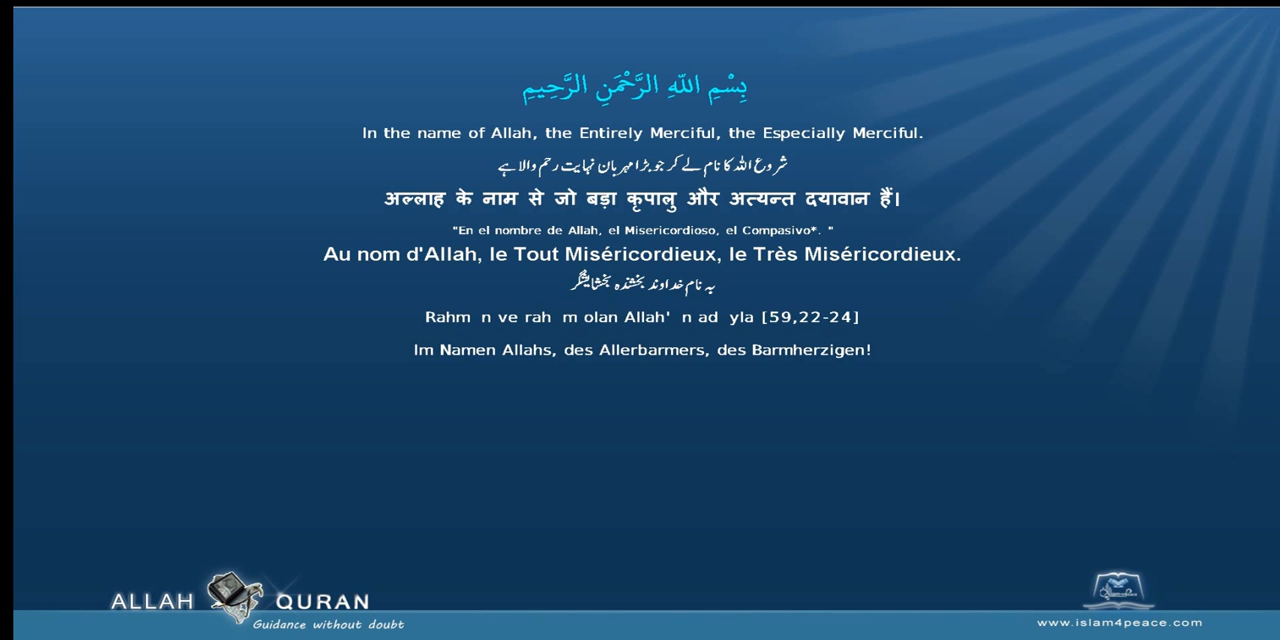 بِسْمِ اللَّهِ الرَّحْمَنِ الرَّحِيمِ
In the name of Allah, the Entirely Merciful, the Especially Merciful.
شروع الله کا نام لے کر جو بڑا مہربان نہایت رحم والا ہے
अल्लाह के नाम से जो बड़ा कृपालु और अत्यन्त दयावान हैं।
"En el nombre de Allah, el Misericordioso, el Compasivo*. "
Au nom d'Allah, le Tout Miséricordieux, le Très Miséricordieux.
به نام خداوند بخشنده بخشایشگر
Rahm n ve rah m olan Allah' n ad yla [59,22-24]
Im Namen Allahs, des Allerbarmers, des Barmherzigen!
ALLAH QURAN
Guidance without doubt
www.islam4peace.com